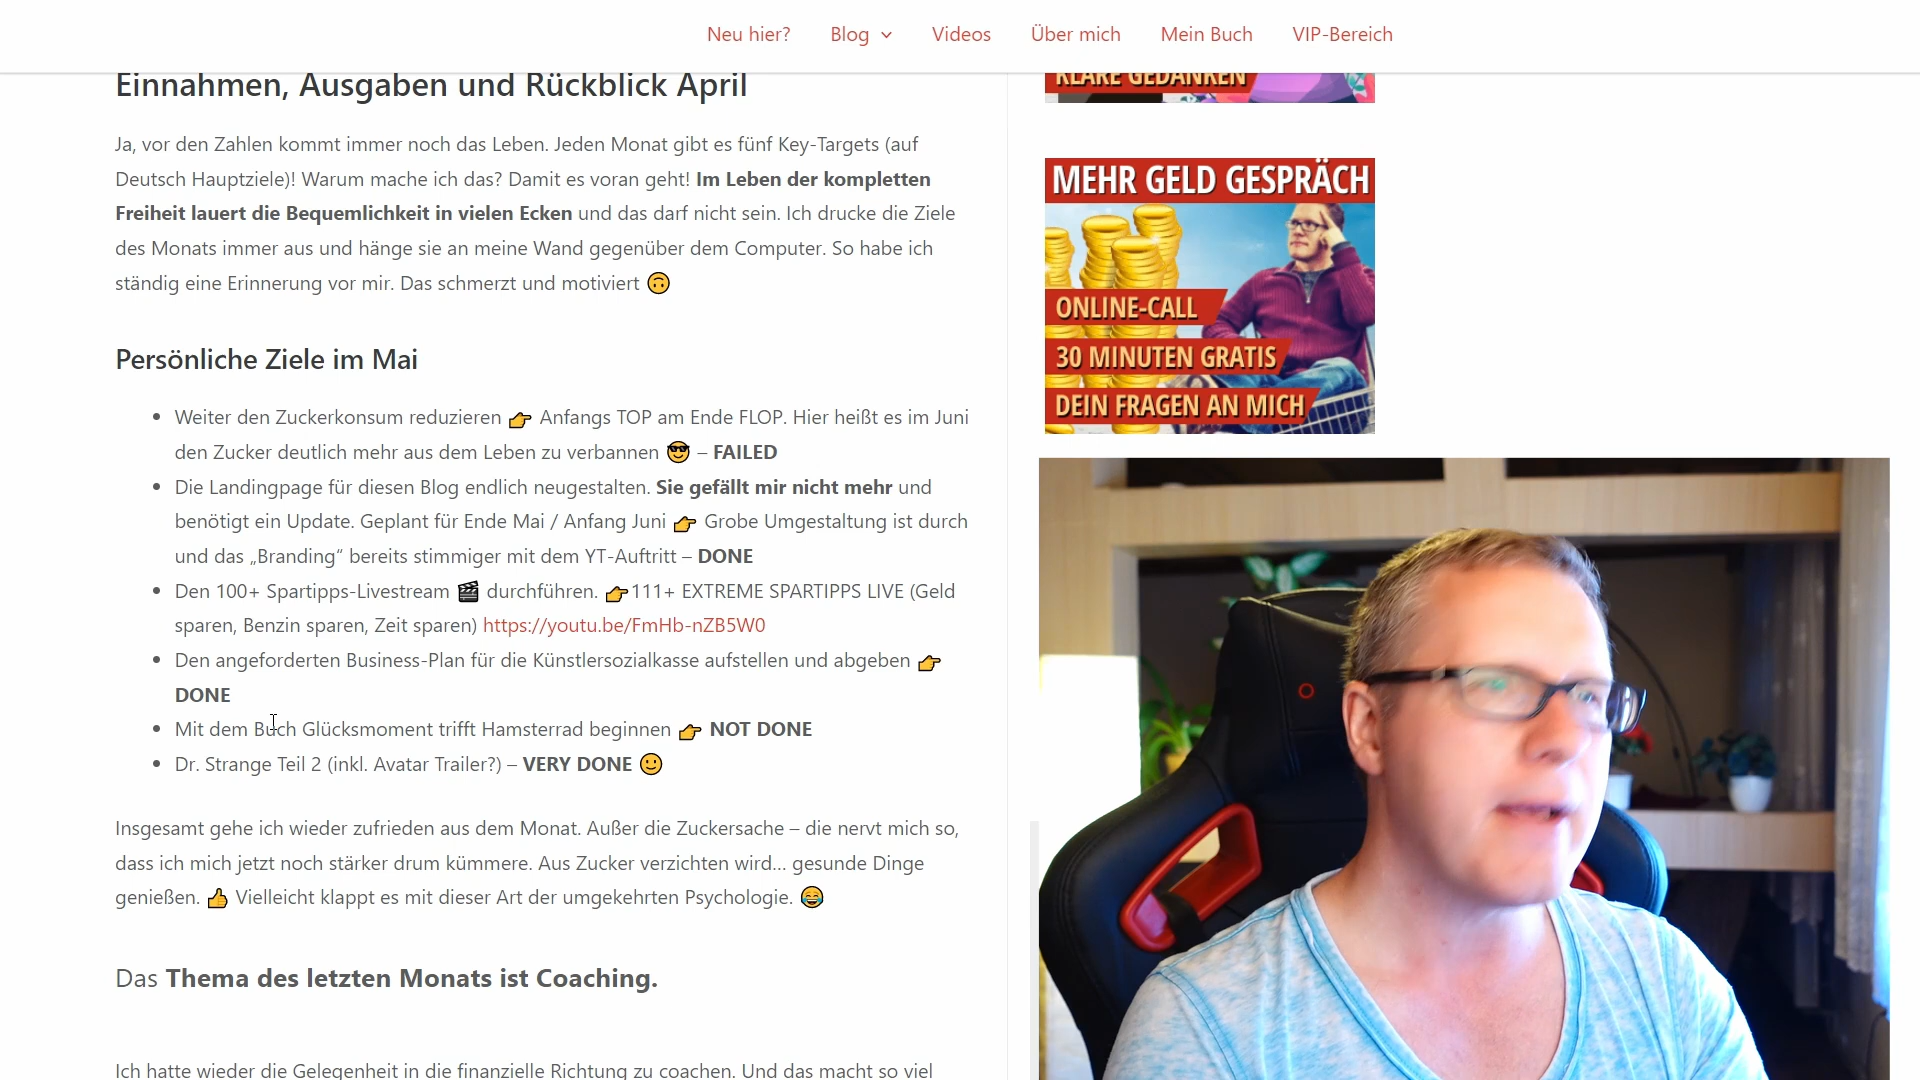 Neu hier?
Blog
Videos
Über mich
Mein Buch
VIP-Bereich
Einnahmen, Ausgaben und Rückblick April
Ja, vor den Zahlen kommt immer noch das Leben. Jeden Monat gibt es fünf Key-Targets (auf
Deutsch Hauptziele)! Warum mache ich das? Damit es voran geht! Im Leben der kompletten
Freiheit lauert die Bequemlichkeit in vielen Ecken und das darf nicht sein. Ich drucke die Ziele
des Monats immer aus und hänge sie an meine Wand gegenüber dem Computer. So habe ich
ständig eine Erinnerung vor mir. Das schmerzt und motiviert 🙃
Persönliche Ziele im Mai
• Weiter den Zuckerkonsum reduzieren 👉 Anfangs TOP am Ende FLOP. Hier heißt es im Juni
den Zucker deutlich mehr aus dem Leben zu verbannen 😎 – FAILED
• Die Landingpage für diesen Blog endlich neugestalten. Sie gefällt mir nicht mehr und
benötigt ein Update. Geplant für Ende Mai / Anfang Juni 👉 Grobe Umgestaltung ist durch
und das „Branding“ bereits stimmiger mit dem YT-Auftritt – DONE
• Den 100+ Spartipps-Livestream 🎬 durchführen. 👉111+ EXTREME SPARTIPPS LIVE (Geld
sparen, Benzin sparen, Zeit sparen) https://youtu.be/FmHb-nZB5W0
• Den angeforderten Business-Plan für die Künstlersozialkasse aufstellen und abgeben 👉
DONE
• Mit dem Buch Glücksmoment trifft Hamsterrad beginnen 👉 NOT DONE
• Dr. Strange Teil 2 (inkl. Avatar Trailer?) – VERY DONE 🙂
Insgesamt gehe ich wieder zufrieden aus dem Monat. Außer die Zuckersache – die nervt mich so,
dass ich mich jetzt noch stärker drum kümmere. Aus Zucker verzichten wird… gesunde Dinge
genießen. 👍 Vielleicht klappt es mit dieser Art der umgekehrten Psychologie. 😂
Das Thema des letzten Monats ist Coaching.
Ich hatte wieder die Gelegenheit in die finanzielle Richtung zu coachen. Und das macht so viel
KLARE GEDANKEN
MEHR GELD GESPRÄCH
ONLINE-CALL
30 MINUTEN GRATIS
DEIN FRAGEN AN MICH